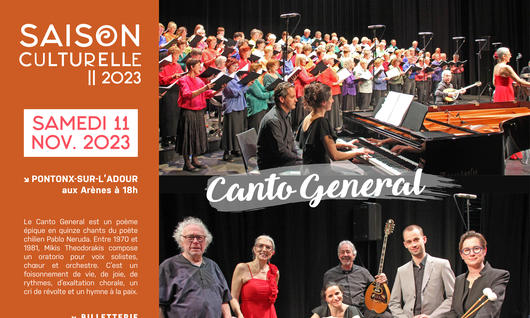 SAISON
CULTURELLE
|| 2023
SAMEDI 11
NOV. 2023
↘ PONTONX-SUR-L'ADOUR
aux Arènes à 18h
Canto General
Le Canto General est un poème
épique en quinze chants du poète
chilien Pablo Neruda. Entre 1970 et
1981, Mikis Theodorakis compose
un oratorio pour voix solistes,
chœur et orchestre. C'est un
foisonnement de vie, de joie, de
rythmes, d'exaltation chorale, un
cri de révolte et un hymne à la paix.
↘ BILLETTERIE